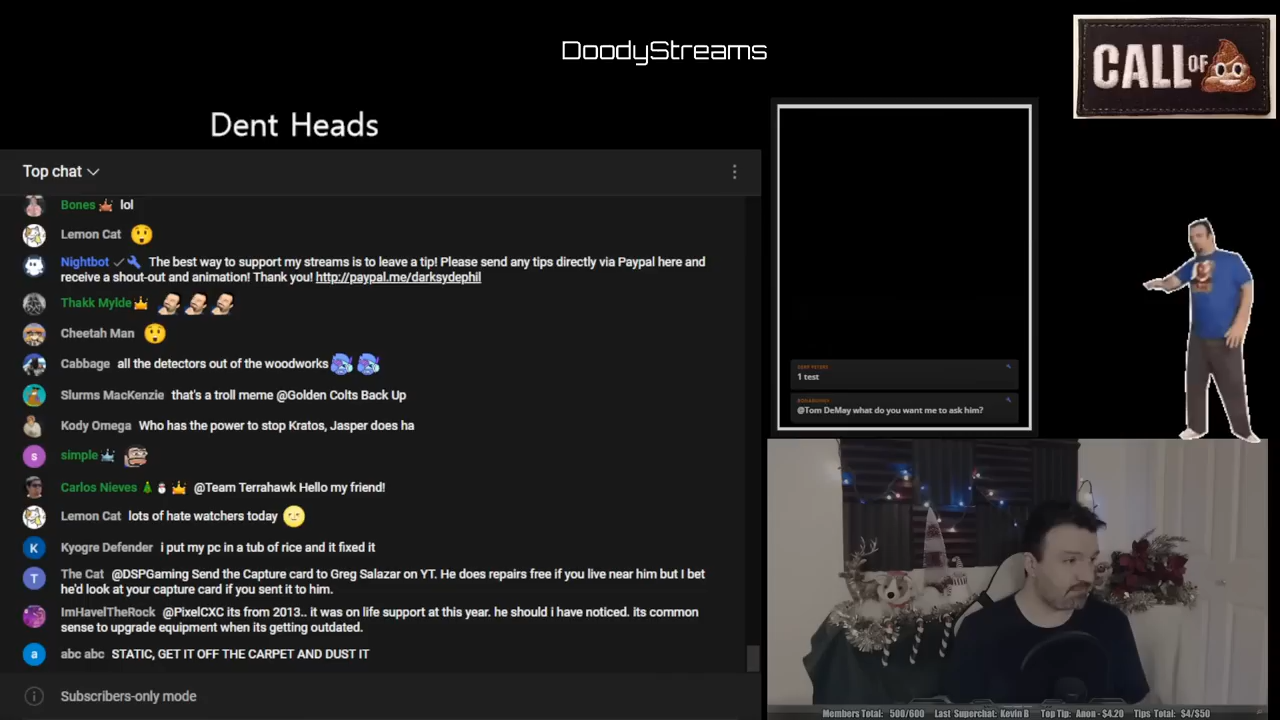 DoodyStreams
CALL OF
Dent Heads
Top chat
Bones lol
Lemon Cat
Nightbot The best way to support my streams is to leave a tip! Please send any tips directly via Paypal here and
receive a shout-out and animation! Thank you! http://paypal.me/darksydephil
Thakk Mylde
Cheetah Man
Cabbage all the detectors out of the woodworks
Slurms MacKenzie that's a troll meme @Golden Colts Back Up
Kody Omega Who has the power to stop Kratos, Jasper does ha
simple
Carlos Nieves @Team Terrahawk Hello my friend!
Lemon Cat lots of hate watchers today
K Kyogre Defender i put my pc in a tub of rice and it fixed it
T The Cat @DSPGaming Send the Capture card to Greg Salazar on YT. He does repairs free if you live near him but I bet
he'd look at your capture card if you sent it to him.
ImHavelTheRock @PixelCXC its from 2013.. it was on life support at this year. he should i have noticed. its common
sense to upgrade equipment when its getting outdated.
a abc abc STATIC, GET IT OFF THE CARPET AND DUST IT
Subscribers-only mode
1 test
@Tom DeMay what do you want me to ask him?
Members Total: 500/600 Last Superchat: Kevin B Top Tip: Anon - $4.20 Tips Total: $4/$50